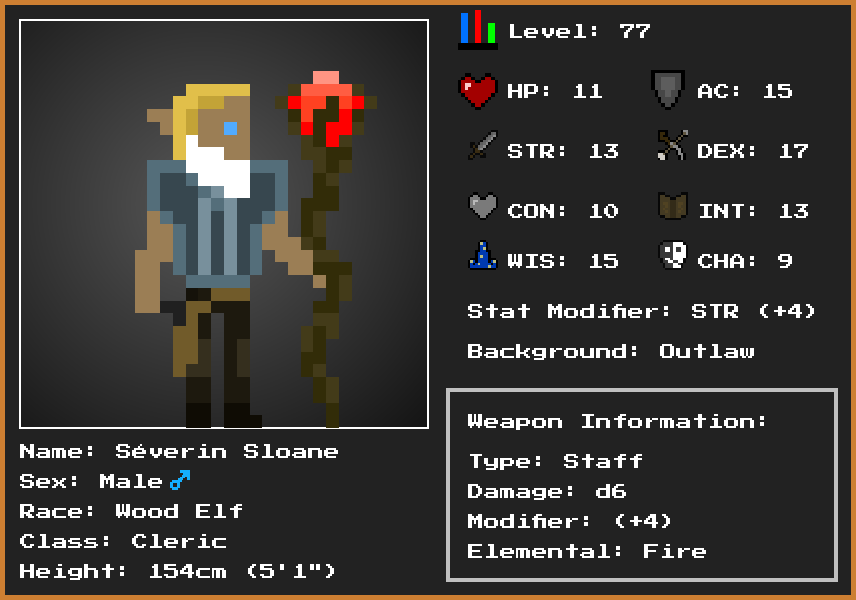 Level: 77
HP: 11
AC: 15
STR: 13
DEX: 17
CON: 10
INT: 13
WIS: 15
CHA: 9
Stat Modifier: STR (+4)
Background: Outlaw
Weapon Information:
Type: Staff
Damage: d6
Modifier: (+4)
Elemental: Fire
Name: Séverin Sloane
Sex: Male♂
Race: Wood Elf
Class: Cleric
Height: 154cm (5'1")